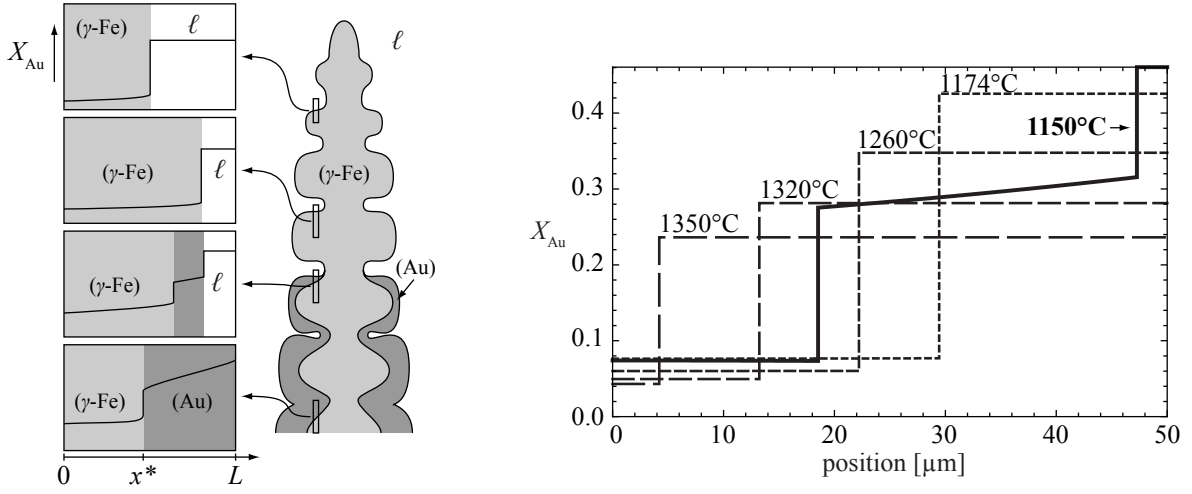 X_Au
(γ-Fe)
ℓ
(γ-Fe)
ℓ
(γ-Fe)
ℓ
(γ-Fe)
(Au)
0
x*
L
ℓ
(γ-Fe)
(Au)
X_Au
0.4
0.3
0.2
0.1
0.0
1174°C
1150°C
1260°C
1320°C
1350°C
0
10
20
30
40
50
position [μm]